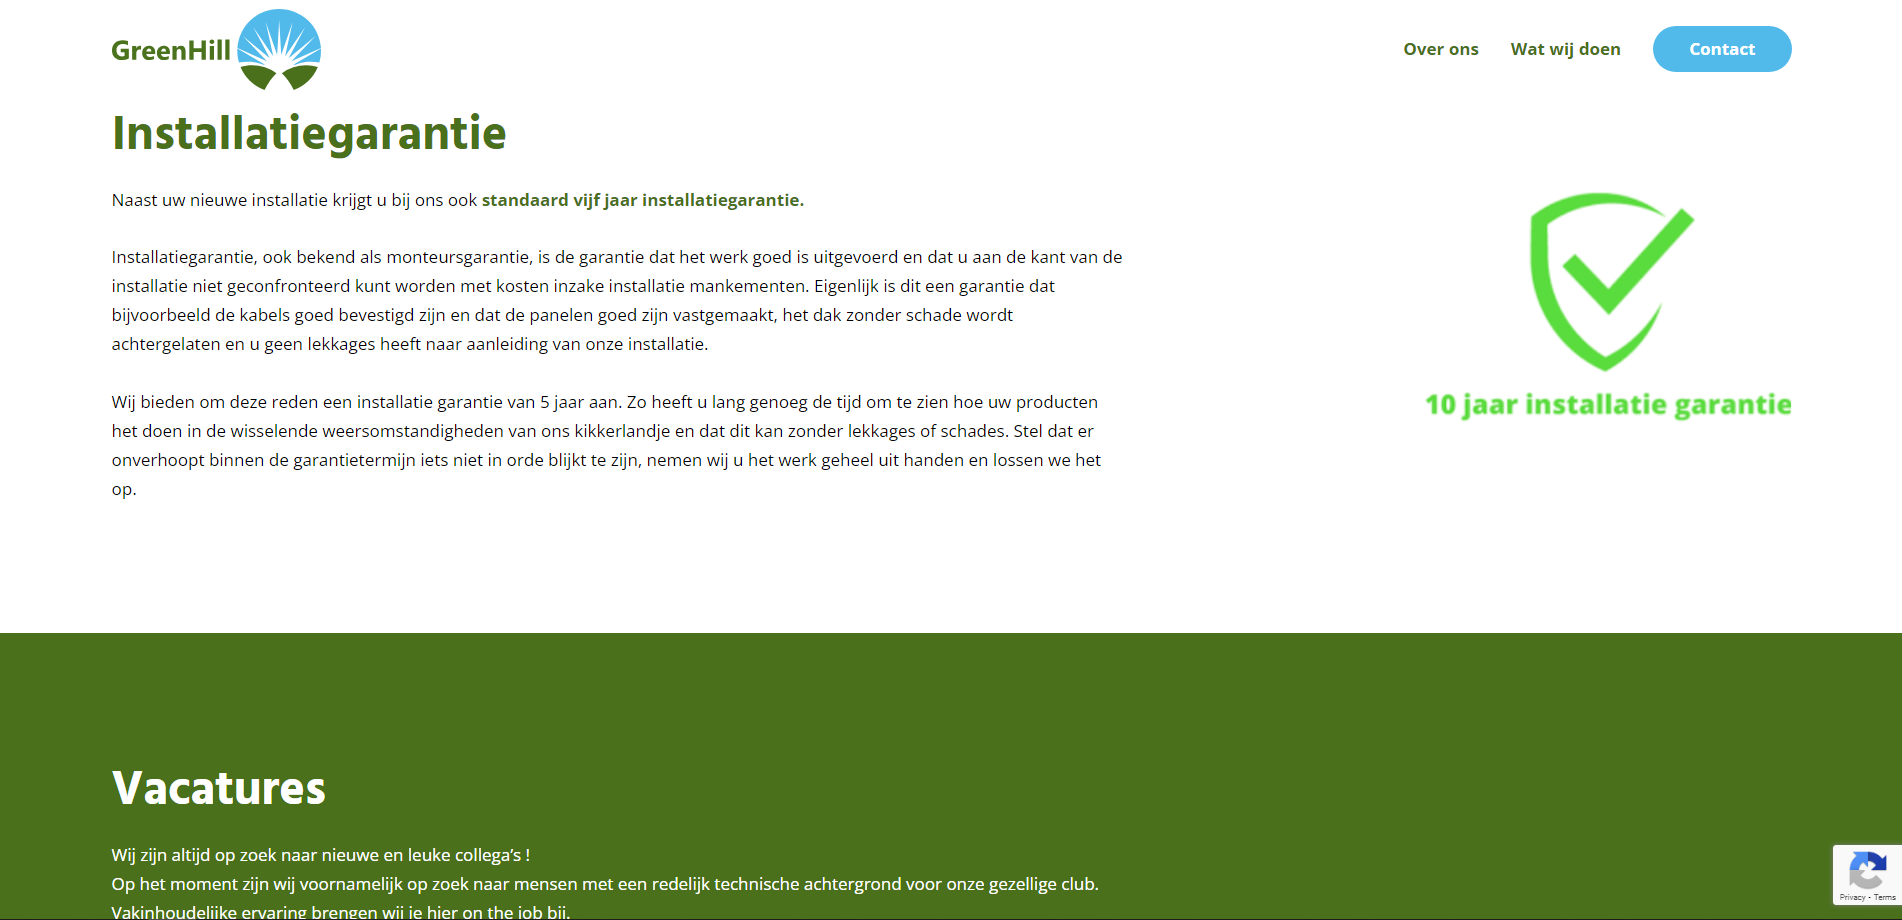 GreenHill
Over ons
Wat wij doen
Contact
Installatiegarantie
Naast uw nieuwe installatie krijgt u bij ons ook standaard vijf jaar installatiegarantie.
Installatiegarantie, ook bekend als monteursgarantie, is de garantie dat het werk goed is uitgevoerd en dat u aan de kant van de
installatie niet geconfronteerd kunt worden met kosten inzake installatie mankementen. Eigenlijk is dit een garantie dat
bijvoorbeeld de kabels goed bevestigd zijn en dat de panelen goed zijn vastgemaakt, het dak zonder schade wordt
achtergelaten en u geen lekkages heeft naar aanleiding van onze installatie.
Wij bieden om deze reden een installatie garantie van 5 jaar aan. Zo heeft u lang genoeg de tijd om te zien hoe uw producten
het doen in de wisselende weersomstandigheden van ons kikkerlandje en dat dit kan zonder lekkages of schades. Stel dat er
onverhoopt binnen de garantietermijn iets niet in orde blijkt te zijn, nemen wij u het werk geheel uit handen en lossen we het
op.
10 jaar installatie garantie
Vacatures
Wij zijn altijd op zoek naar nieuwe en leuke collega’s !
Op het moment zijn wij voornamelijk op zoek naar mensen met een redelijk technische achtergrond voor onze gezellige club.
Vakinhoudelijke ervaring brengen wij je hier on the job bij.
Privacy - Terms